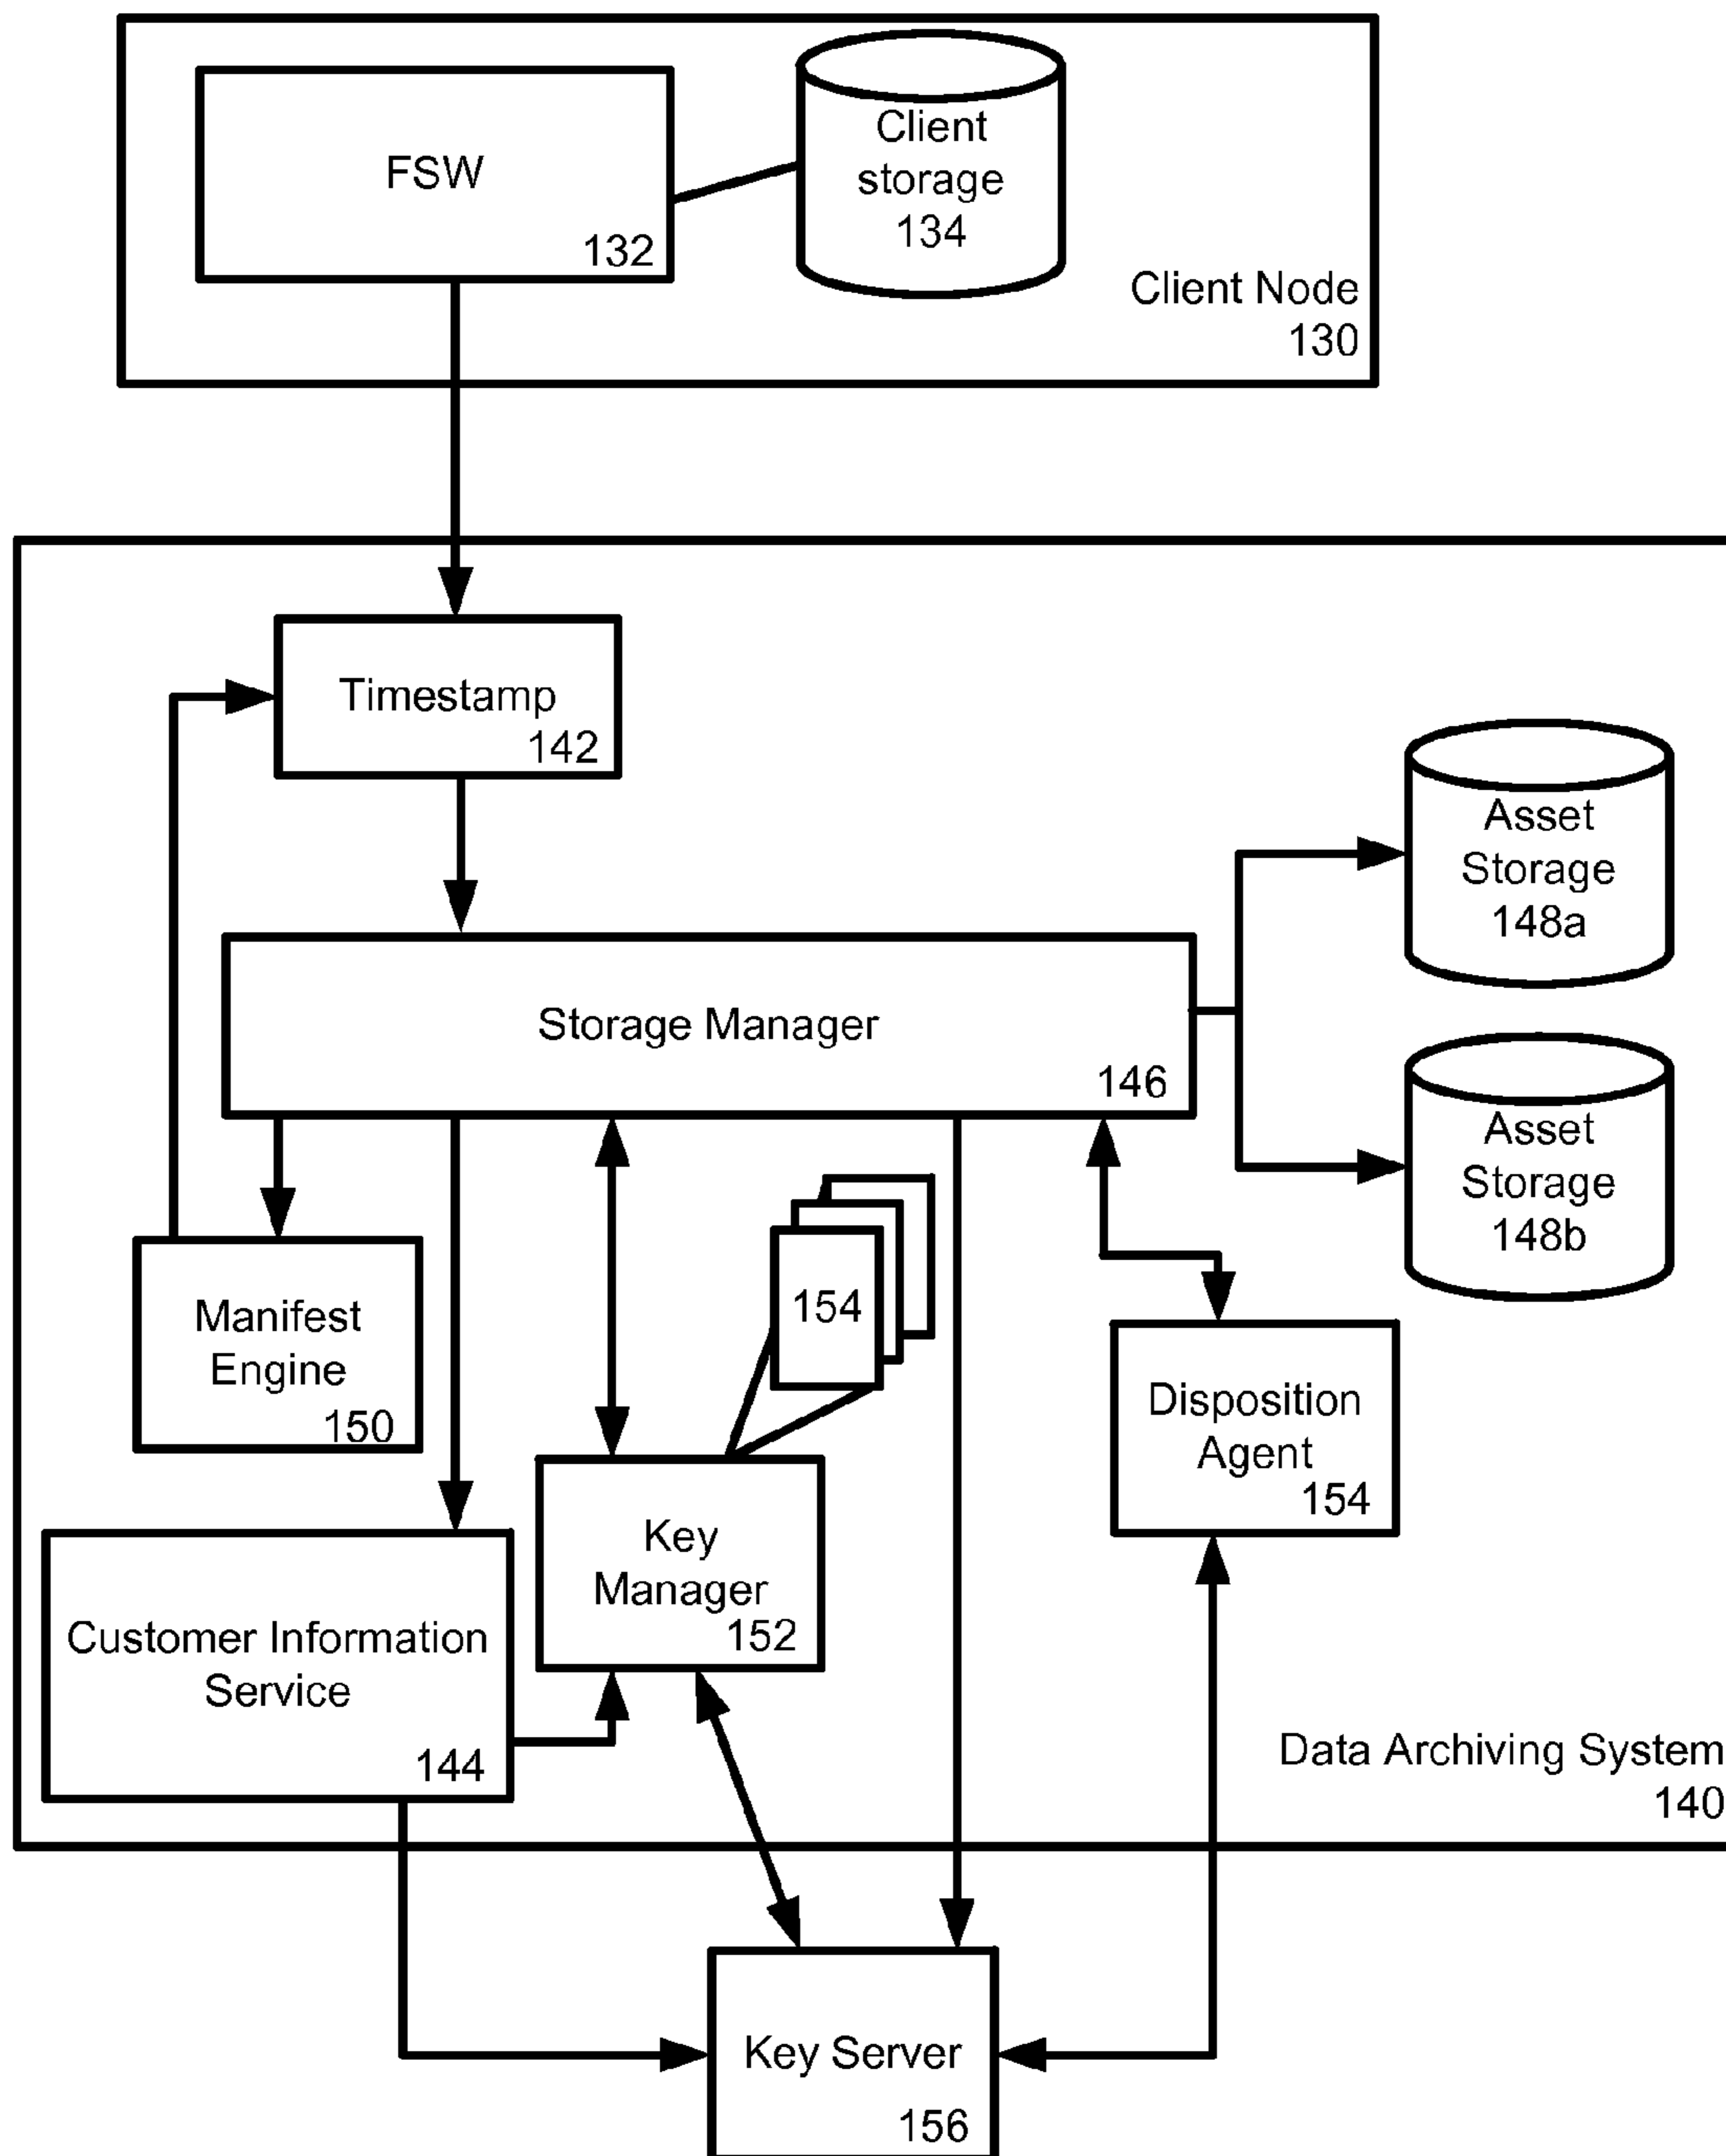 FSW
132
Client
storage
134
Client Node
130
Timestamp
142
Asset
Storage
148a
Storage Manager
146
Asset
Storage
148b
154
Manifest
Engine
150
Disposition
Agent
154
Key
Manager
152
Customer Information
Service
144
Data Archiving System
140
Key Server
156